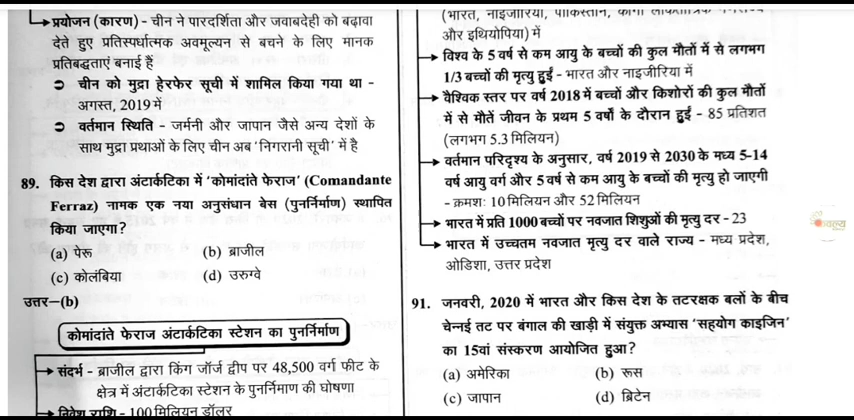 प्रयोजन (कारण) - चीन ने पारदर्शिता और जवाबदेही को बढ़ावा
देते हुए प्रतिस्पर्धात्मक अवमूल्यन से बचने के लिए मानक
प्रतिबद्धताएं बनाई हैं
चीन को मुद्रा हेरफेर सूची में शामिल किया गया था -
अगस्त, 2019 में
वर्तमान स्थिति - जर्मनी और जापान जैसे अन्य देशों के
साथ मुद्रा प्रथाओं के लिए चीन अब 'निगरानी सूची' में है
89. किस देश द्वारा अंटार्कटिका में 'कोमांदांते फेराज' (Comandante
Ferraz) नामक एक नया अनुसंधान बेस (पुनर्निर्माण) स्थापित
किया जाएगा?
(a) पेरू (b) ब्राजील
(c) कोलंबिया (d) उरुग्वे
उत्तर—(b)
कोमांदांते फेराज अंटार्कटिका स्टेशन का पुनर्निर्माण
संदर्भ - ब्राजील द्वारा किंग जॉर्ज द्वीप पर 48,500 वर्ग फीट के
क्षेत्र में अंटार्कटिका स्टेशन के पुनर्निमाण की घोषणा
निवेश राशि - 100 मिलियन डॉलर
(भारत, नाइजीरिया, पाकिस्तान,
और इथियोपिया) में
विश्व के 5 वर्ष से कम आयु के बच्चों की कुल मौतों में से लगभग
1/3 बच्चों की मृत्यु हुई - भारत और नाइजीरिया में
वैश्विक स्तर पर वर्ष 2018 में बच्चों और किशोरों की कुल मौतों
में से मौतें जीवन के प्रथम 5 वर्षों के दौरान हुईं - 85 प्रतिशत
(लगभग 5.3 मिलियन)
वर्तमान परिदृश्य के अनुसार, वर्ष 2019 से 2030 के मध्य 5-14
वर्ष आयु वर्ग और 5 वर्ष से कम आयु के बच्चों की मृत्यु हो जाएगी
- क्रमशः 10 मिलियन और 52 मिलियन
भारत में प्रति 1000 बच्चों पर नवजात शिशुओं की मृत्यु दर - 23
भारत में उच्चतम नवजात मृत्यु दर वाले राज्य - मध्य प्रदेश,
ओडिशा, उत्तर प्रदेश
91. जनवरी, 2020 में भारत और किस देश के तटरक्षक बलों के बीच
चेन्नई तट पर बंगाल की खाड़ी में संयुक्त अभ्यास 'सहयोग काइजिन'
का 15वां संस्करण आयोजित हुआ?
(a) अमेरिका (b) रूस
(c) जापान (d) ब्रिटेन